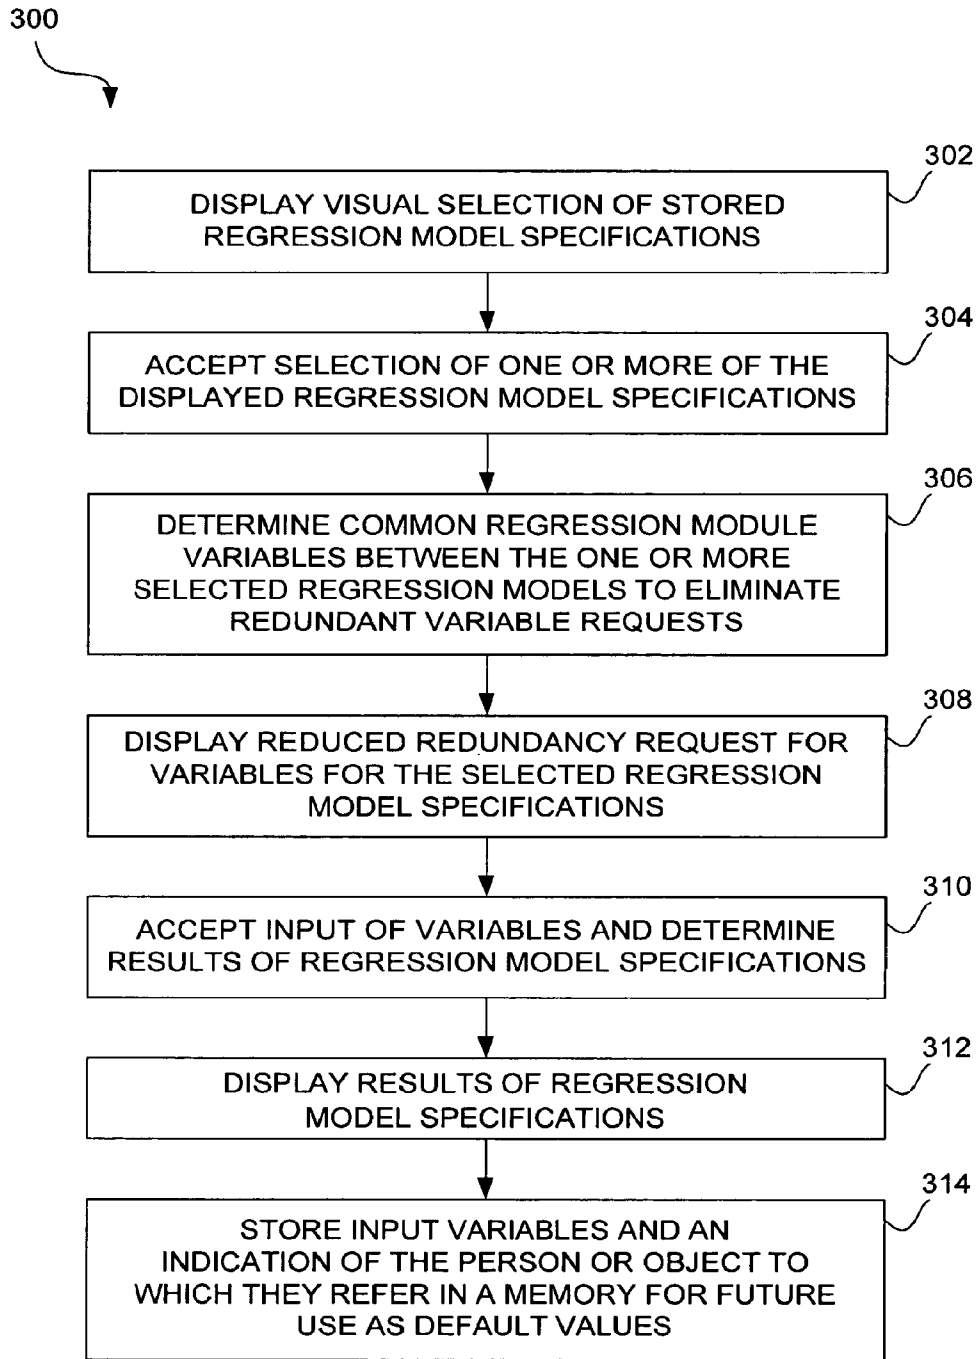 300
302
DISPLAY VISUAL SELECTION OF STORED
REGRESSION MODEL SPECIFICATIONS
304
ACCEPT SELECTION OF ONE OR MORE OF THE
DISPLAYED REGRESSION MODEL SPECIFICATIONS
306
DETERMINE COMMON REGRESSION MODULE
VARIABLES BETWEEN THE ONE OR MORE
SELECTED REGRESSION MODELS TO ELIMINATE
REDUNDANT VARIABLE REQUESTS
308
DISPLAY REDUCED REDUNDANCY REQUEST FOR
VARIABLES FOR THE SELECTED REGRESSION
MODEL SPECIFICATIONS
310
ACCEPT INPUT OF VARIABLES AND DETERMINE
RESULTS OF REGRESSION MODEL SPECIFICATIONS
312
DISPLAY RESULTS OF REGRESSION
MODEL SPECIFICATIONS
314
STORE INPUT VARIABLES AND AN
INDICATION OF THE PERSON OR OBJECT TO
WHICH THEY REFER IN A MEMORY FOR FUTURE
USE AS DEFAULT VALUES